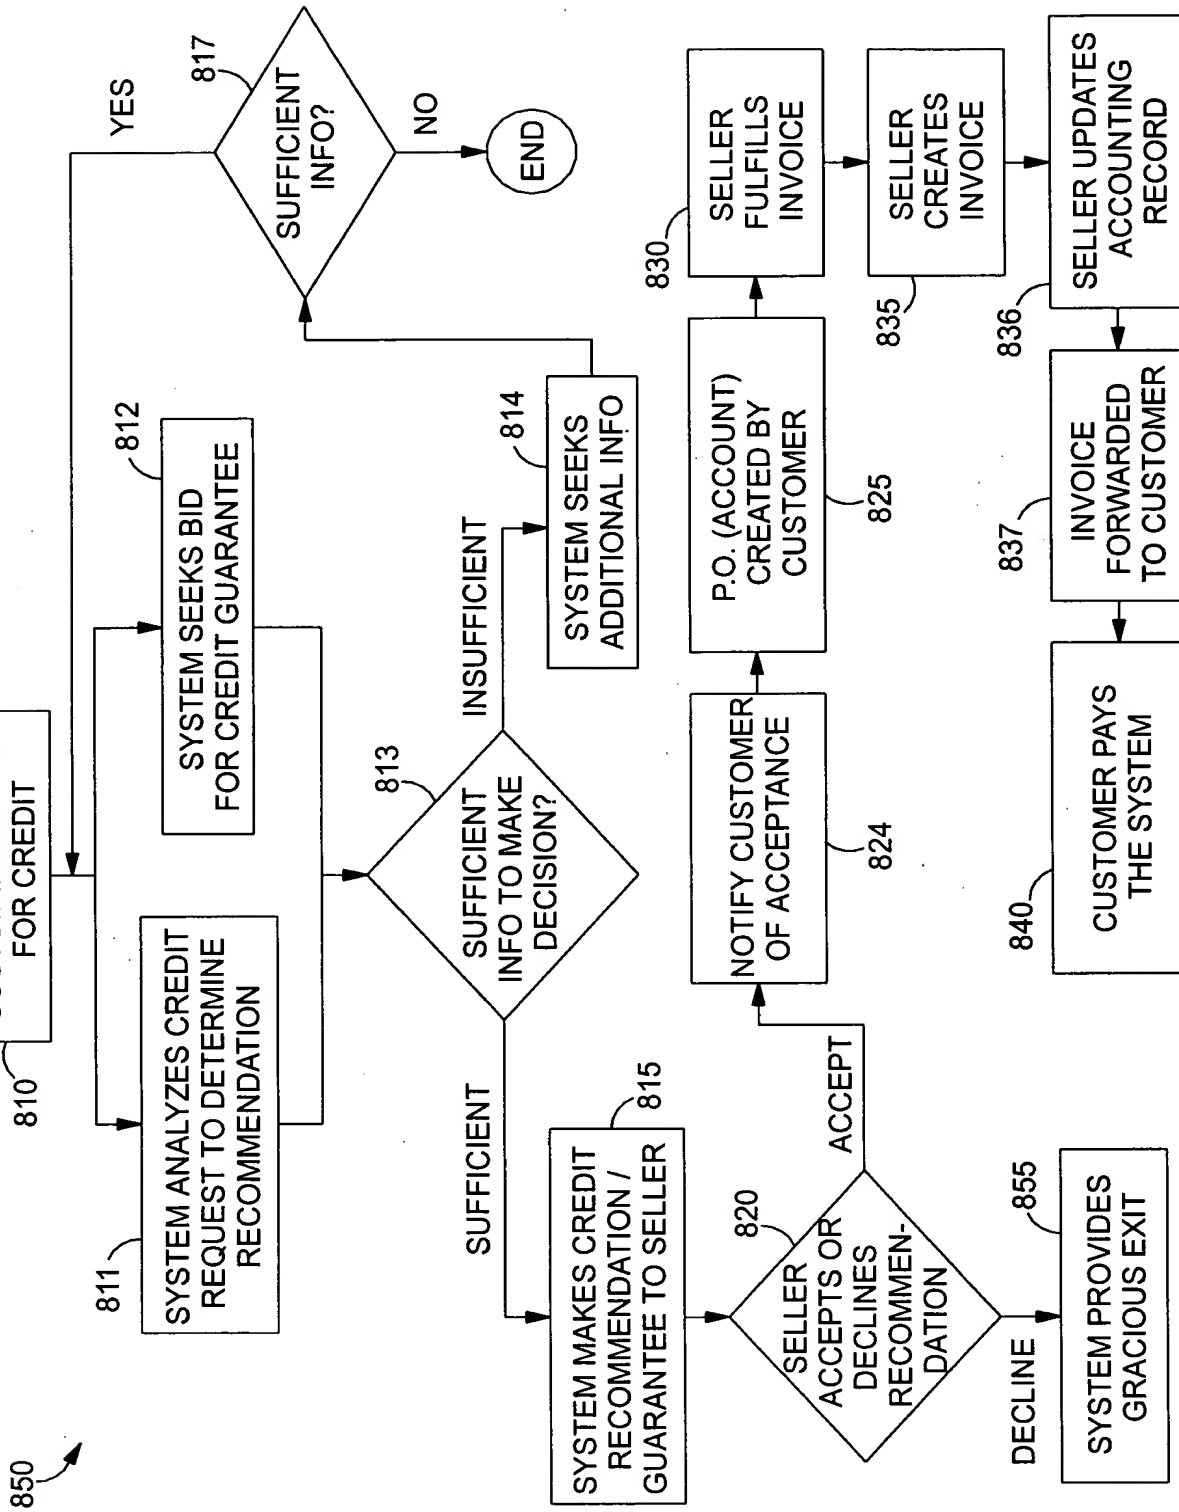 850
810
FOR CREDIT
811
SYSTEM ANALYZES CREDIT
REQUEST TO DETERMINE
RECOMMENDATION
812
SYSTEM SEEKS BID
FOR CREDIT GUARANTEE
YES
817
SUFFICIENT
INFO?
NO
END
813
SUFFICIENT
INFO TO MAKE
DECISION?
INSUFFICIENT
814
SYSTEM SEEKS
ADDITIONAL INFO
SUFFICIENT
815
SYSTEM MAKES CREDIT
RECOMMENDATION /
GUARANTEE TO SELLER
820
SELLER
ACCEPTS OR
DECLINES
RECOMMEN-
DATION
ACCEPT
DECLINE
855
SYSTEM PROVIDES
GRACIOUS EXIT
NOTIFY CUSTOMER
OF ACCEPTANCE
824
P.O. (ACCOUNT)
CREATED BY
CUSTOMER
825
830
SELLER
FULFILLS
INVOICE
835
SELLER
CREATES
INVOICE
836
SELLER UPDATES
ACCOUNTING
RECORD
837
INVOICE
FORWARDED
TO CUSTOMER
840
CUSTOMER PAYS
THE SYSTEM